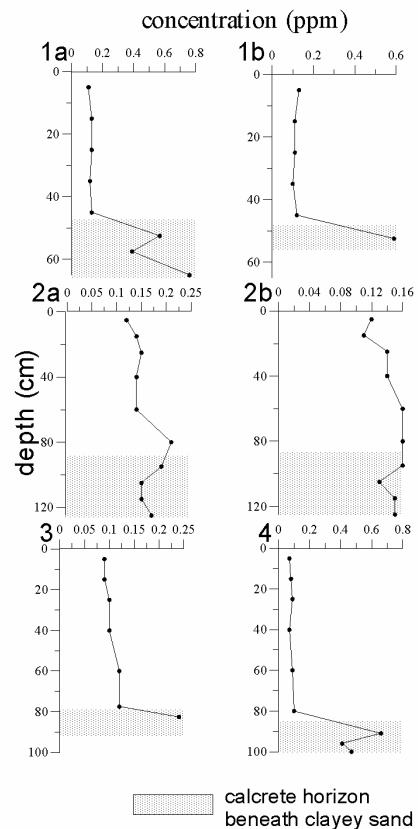 concentration (ppm)
1a
0 0.2 0.4 0.6 0.8
0
20
40
60
1b
0 0.2 0.4 0.6
0
20
40
60
depth (cm)
2a
0 0.05 0.1 0.15 0.2 0.25
0
40
80
120
2b
0 0.04 0.08 0.12 0.16
0
40
80
120
3
0 0.05 0.1 0.15 0.2 0.25
0
20
40
60
80
100
4
0 0.2 0.4 0.6 0.8
0
20
40
60
80
100
calcrete horizon
beneath clayey sand